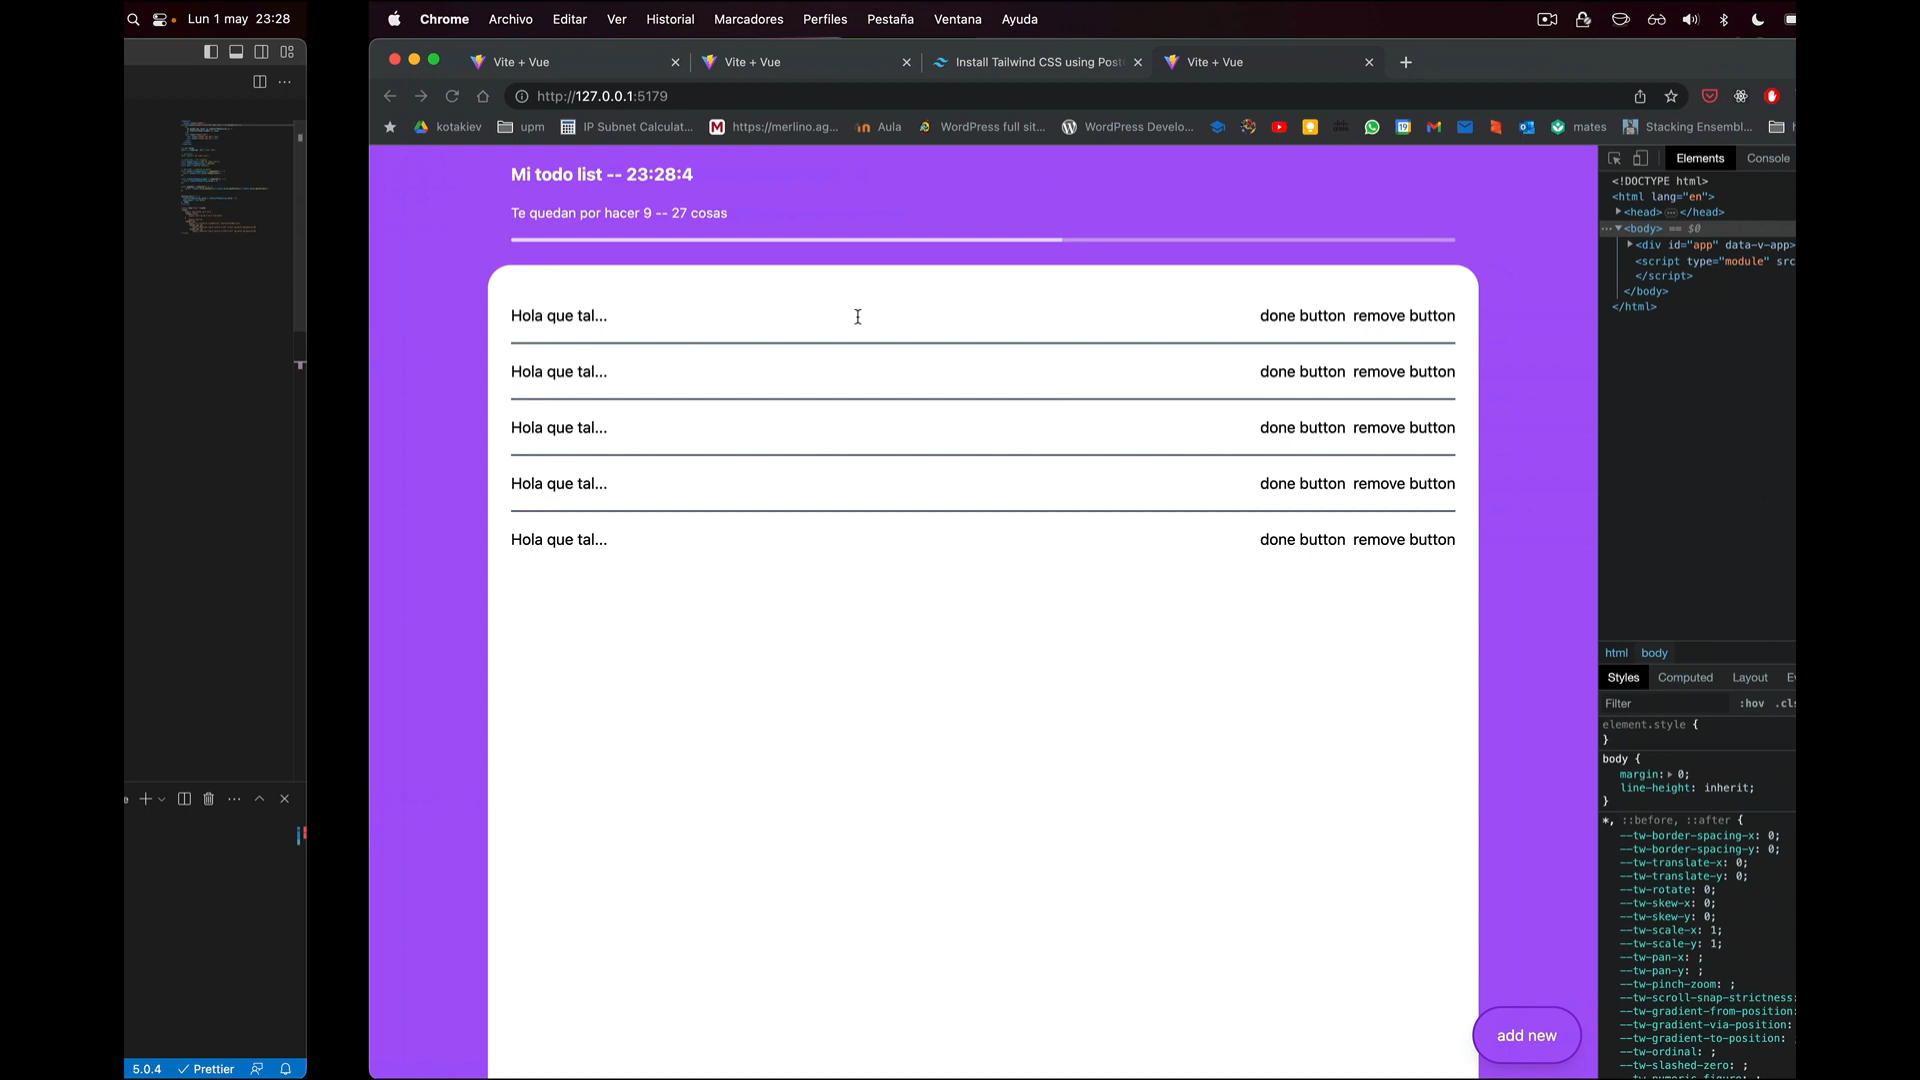 Lun 1 may 23:28
5.0.4
Prettier
Chrome Archivo Editar Ver Historial Marcadores Perfiles Pestaña Ventana Ayuda
Vite + Vue
Vite + Vue
Install Tailwind CSS using Post
Vite + Vue
http://127.0.0.1:5179
kotakiev
upm
IP Subnet Calculat...
https://merlino.ag...
Aula
WordPress full sit...
WordPress Develo...
mates
Stacking Ensembl...
Mi todo list -- 23:28:4
Te quedan por hacer 9 -- 27 cosas
Hola que tal... done button remove button
Hola que tal... done button remove button
Hola que tal... done button remove button
Hola que tal... done button remove button
Hola que tal... done button remove button
add new
Elements Console
<!DOCTYPE html>
<html lang="en">
<head> … </head>
<body> == $0
<div id="app" data-v-app>
<script type="module" src
</script>
</body>
</html>
html body
Styles Computed Layout
Filter :hov .cls
element.style {
}
body {
margin: 0;
line-height: inherit;
}
*, ::before, ::after {
--tw-border-spacing-x: 0;
--tw-border-spacing-y: 0;
--tw-translate-x: 0;
--tw-translate-y: 0;
--tw-rotate: 0;
--tw-skew-x: 0;
--tw-skew-y: 0;
--tw-scale-x: 1;
--tw-scale-y: 1;
--tw-pan-x: ;
--tw-pan-y: ;
--tw-pinch-zoom: ;
--tw-scroll-snap-strictness:
--tw-gradient-from-position:
--tw-gradient-via-position:
--tw-gradient-to-position:
--tw-ordinal: ;
--tw-slashed-zero: ;